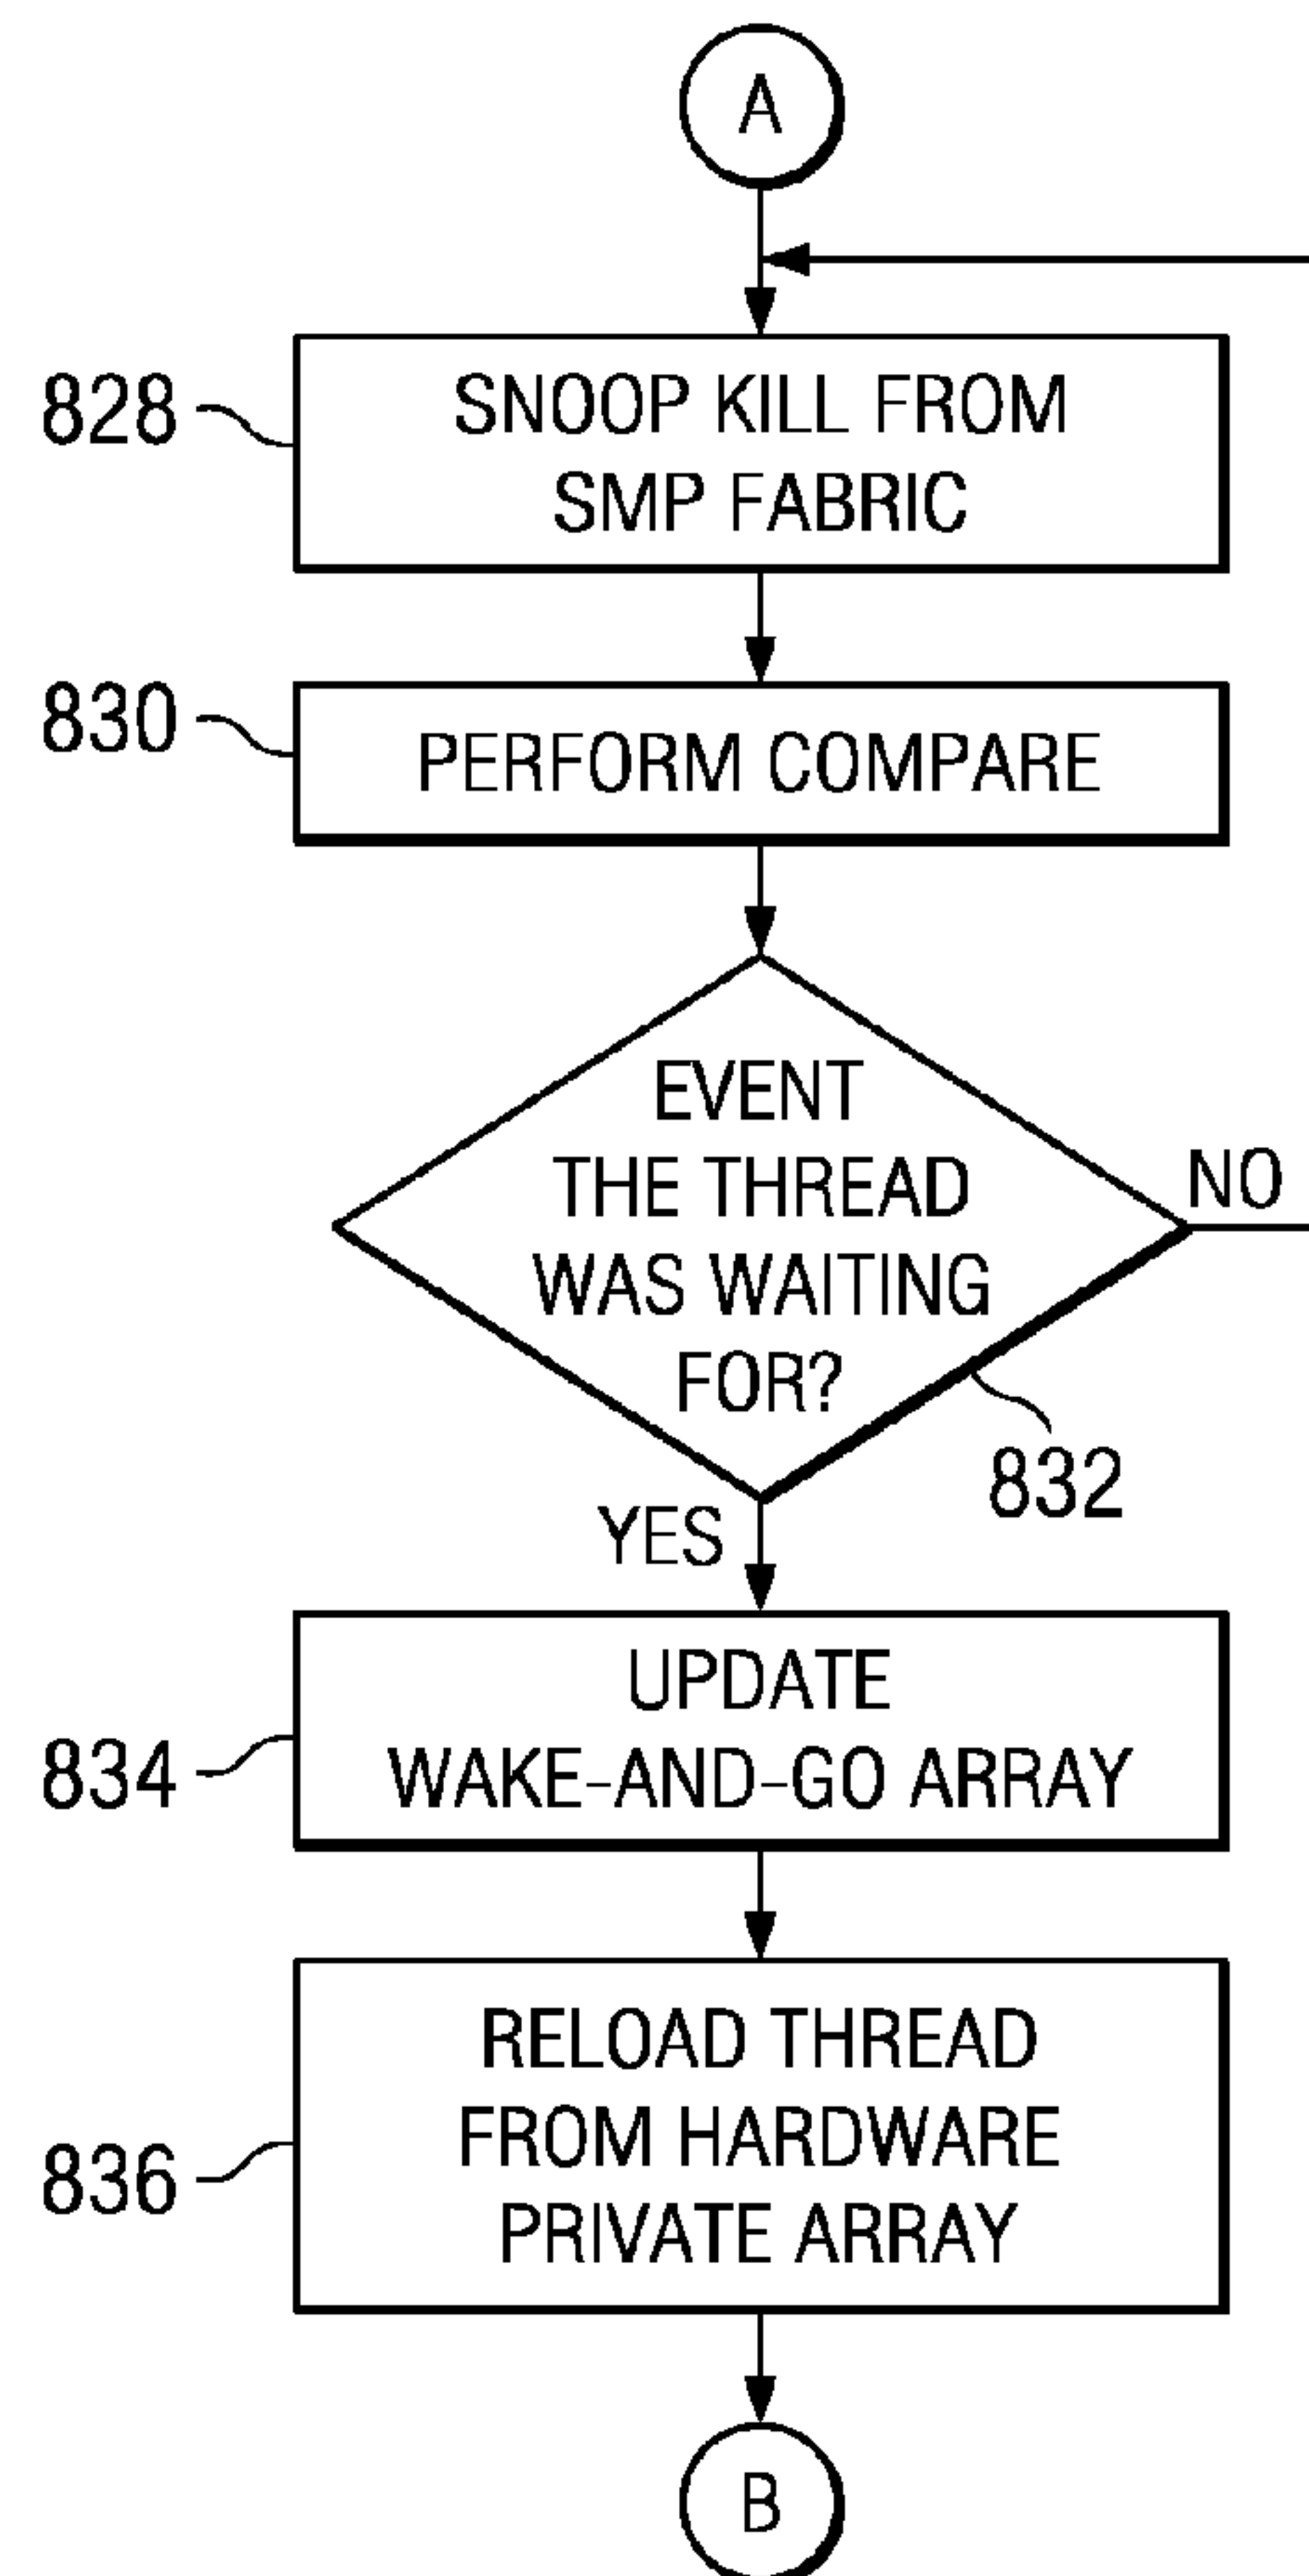 A
828
SNOOP KILL FROM
SMP FABRIC
830
PERFORM COMPARE
EVENT
THE THREAD
WAS WAITING
FOR?
NO
832
YES
834
UPDATE
WAKE-AND-GO ARRAY
836
RELOAD THREAD
FROM HARDWARE
PRIVATE ARRAY
B